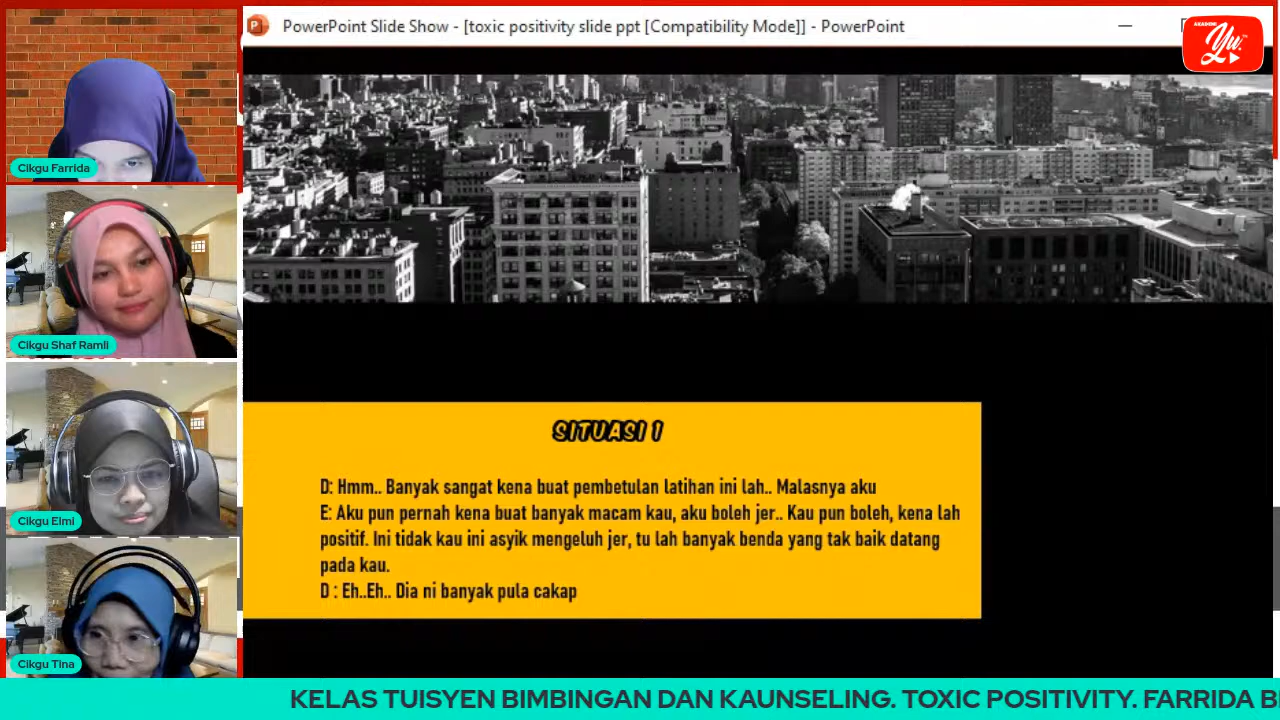 PowerPoint Slide Show - [toxic positivity slide ppt [Compatibility Mode]] - PowerPoint
AKADEMI
Yu.
Cikgu Farrida
Cikgu Shaf Ramli
Cikgu Elmi
Cikgu Tina
SITUASI 1
D: Hmm.. Banyak sangat kena buat pembetulan latihan ini lah.. Malasnya aku
E: Aku pun pernah kena buat banyak macam kau, aku boleh jer.. Kau pun boleh, kena lah
positif. Ini tidak kau ini asyik mengeluh jer, tu lah banyak benda yang tak baik datang
pada kau.
D : Eh..Eh.. Dia ni banyak pula cakap
KELAS TUISYEN BIMBINGAN DAN KAUNSELING. TOXIC POSITIVITY. FARRIDA